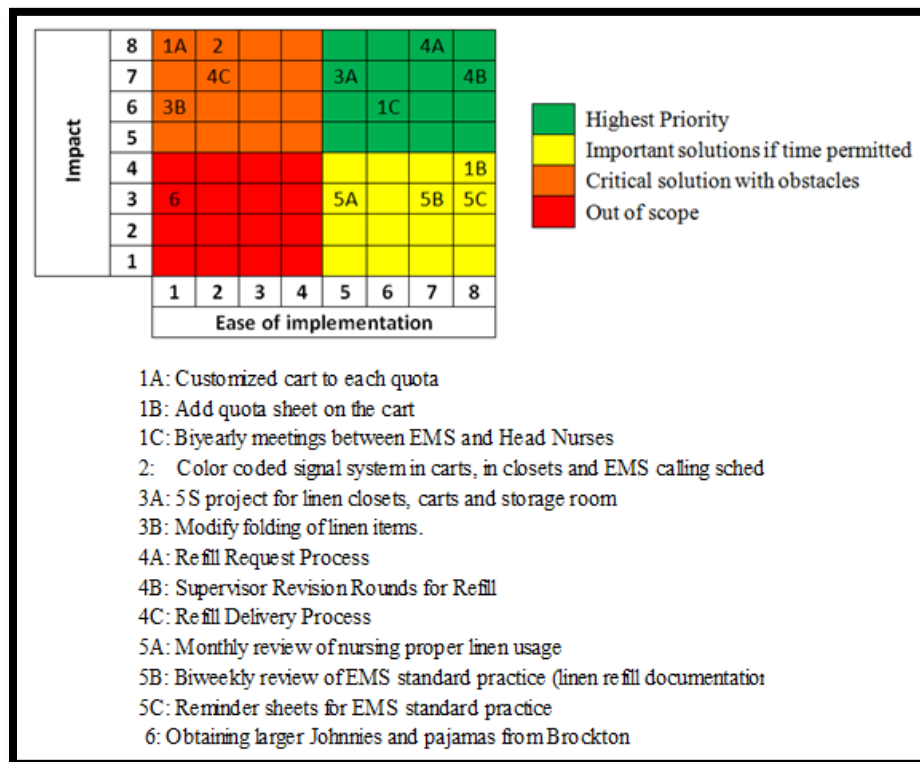 8 1A 2 4A
7 4C 3A 4B
Impact
6 3B 1C
5
4 1B
3 6 5A 5B 5C
2
1
1 2 3 4 5 6 7 8
Ease of implementation
Highest Priority
Important solutions if time permitted
Critical solution with obstacles
Out of scope
1A: Customized cart to each quota
1B: Add quota sheet on the cart
1C: Biyearly meetings between EMS and Head Nurses
2: Color coded signal system in carts, in closets and EMS calling sched
3A: 5S project for linen closets, carts and storage room
3B: Modify folding of linen items.
4A: Refill Request Process
4B: Supervisor Revision Rounds for Refill
4C: Refill Delivery Process
5A: Monthly review of nursing proper linen usage
5B: Biweekly review of EMS standard practice (linen refill documentation
5C: Reminder sheets for EMS standard practice
6: Obtaining larger Johnnies and pajamas from Brockton